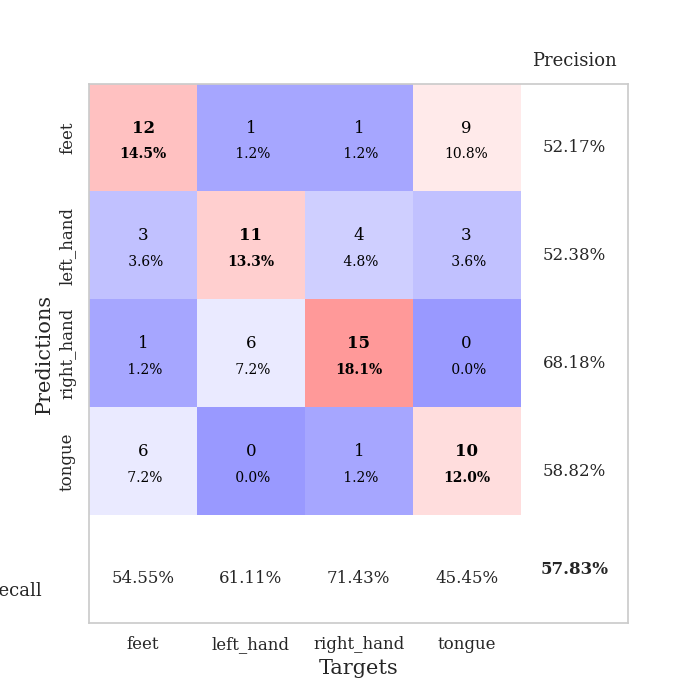 Precision
feet
12 1 1 9
14.5% 1.2% 1.2% 10.8%
52.17%
left_hand
3 11 4 3
3.6% 13.3% 4.8% 3.6%
52.38%
Predictions
right_hand
1 6 15 0
1.2% 7.2% 18.1% 0.0%
68.18%
tongue
6 0 1 10
7.2% 0.0% 1.2% 12.0%
58.82%
ecall
54.55% 61.11% 71.43% 45.45% 57.83%
feet left_hand right_hand tongue
Targets